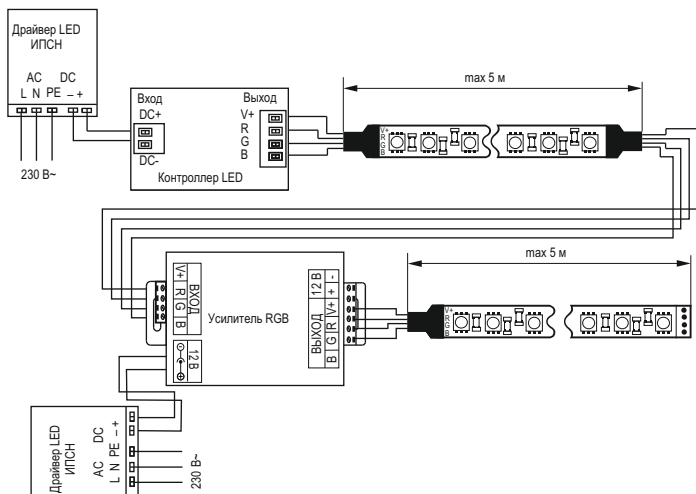 Драйвер LED
ИПСН
AC DC
L N PE – +
230 В~
Вход
DC+
DC-
Выход
V+
R
G
B
Контроллер LED
max 5 м
V+
R
G
B
V+ R G B
ВХОД
12 В
Усилитель RGB
12 В
+ -
ВЫХОД
B G R V+
max 5 м
V+
R
G
B
Драйвер LED
ИПСН
AC DC
L N PE – +
230 В~